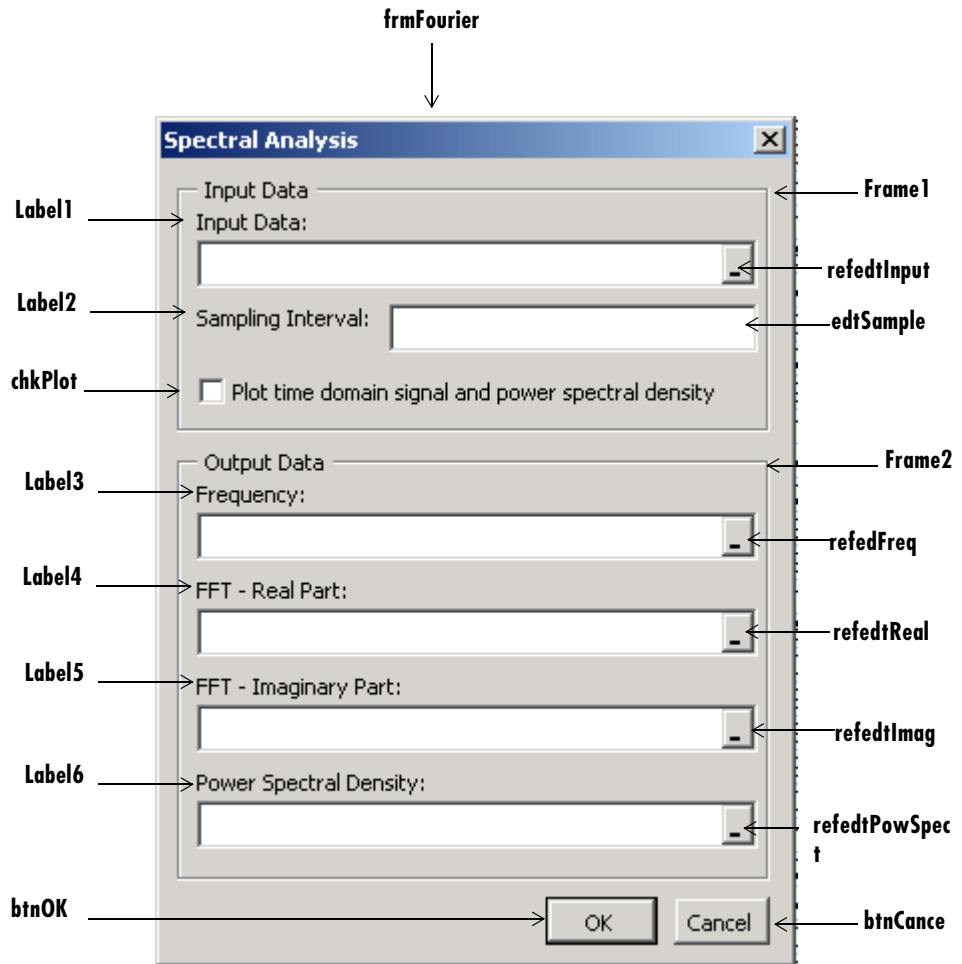 frmFourier
Spectral Analysis
Input Data
Frame1
Label1
Input Data:
refedtInput
Label2
Sampling Interval:
edtSample
chkPlot
Plot time domain signal and power spectral density
Output Data
Frame2
Label3
Frequency:
refedFreq
Label4
FFT - Real Part:
refedtReal
Label5
FFT - Imaginary Part:
refedtImag
Label6
Power Spectral Density:
refedtPowSpec
t
btnOK
OK
Cancel
btnCance